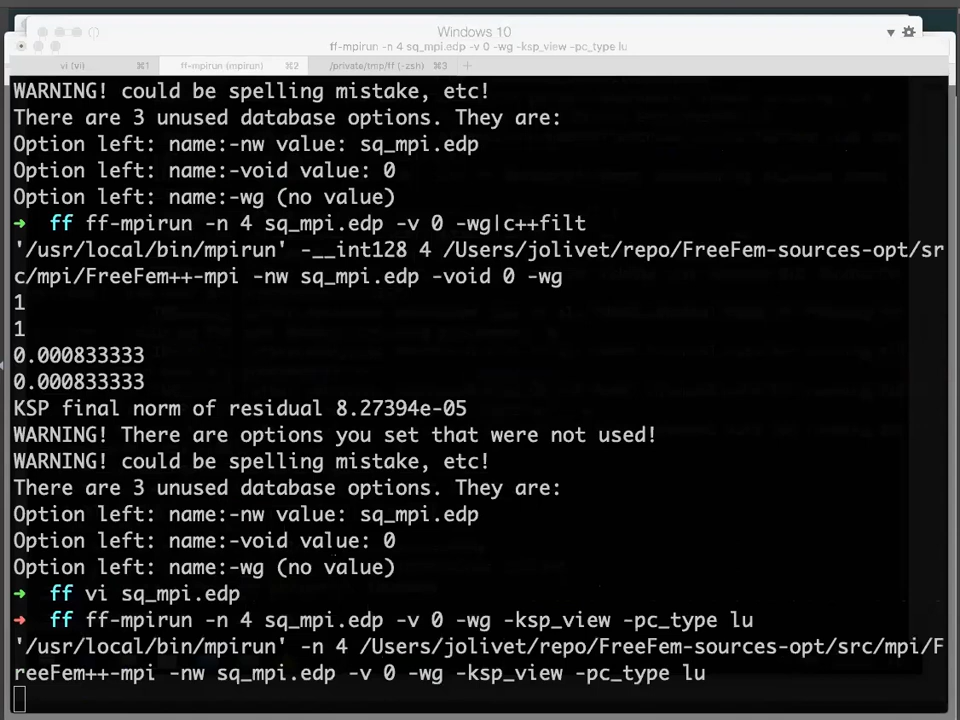 Windows 10
ff-mpirun -n 4 sq_mpi.edp -v 0 -wg -ksp_view -pc_type lu
vi (vi) ⌘1 ff-mpirun (mpirun) ⌘2 /private/tmp/ff (-zsh) ⌘3 +
WARNING! could be spelling mistake, etc!
There are 3 unused database options. They are:
Option left: name:-nw value: sq_mpi.edp
Option left: name:-void value: 0
Option left: name:-wg (no value)
➜ ff ff-mpirun -n 4 sq_mpi.edp -v 0 -wg|c++filt
'/usr/local/bin/mpirun' -__int128 4 /Users/jolivet/repo/FreeFem-sources-opt/sr
c/mpi/FreeFem++-mpi -nw sq_mpi.edp -void 0 -wg
1
1
0.000833333
0.000833333
KSP final norm of residual 8.27394e-05
WARNING! There are options you set that were not used!
WARNING! could be spelling mistake, etc!
There are 3 unused database options. They are:
Option left: name:-nw value: sq_mpi.edp
Option left: name:-void value: 0
Option left: name:-wg (no value)
➜ ff vi sq_mpi.edp
➜ ff ff-mpirun -n 4 sq_mpi.edp -v 0 -wg -ksp_view -pc_type lu
'/usr/local/bin/mpirun' -n 4 /Users/jolivet/repo/FreeFem-sources-opt/src/mpi/F
reeFem++-mpi -nw sq_mpi.edp -v 0 -wg -ksp_view -pc_type lu